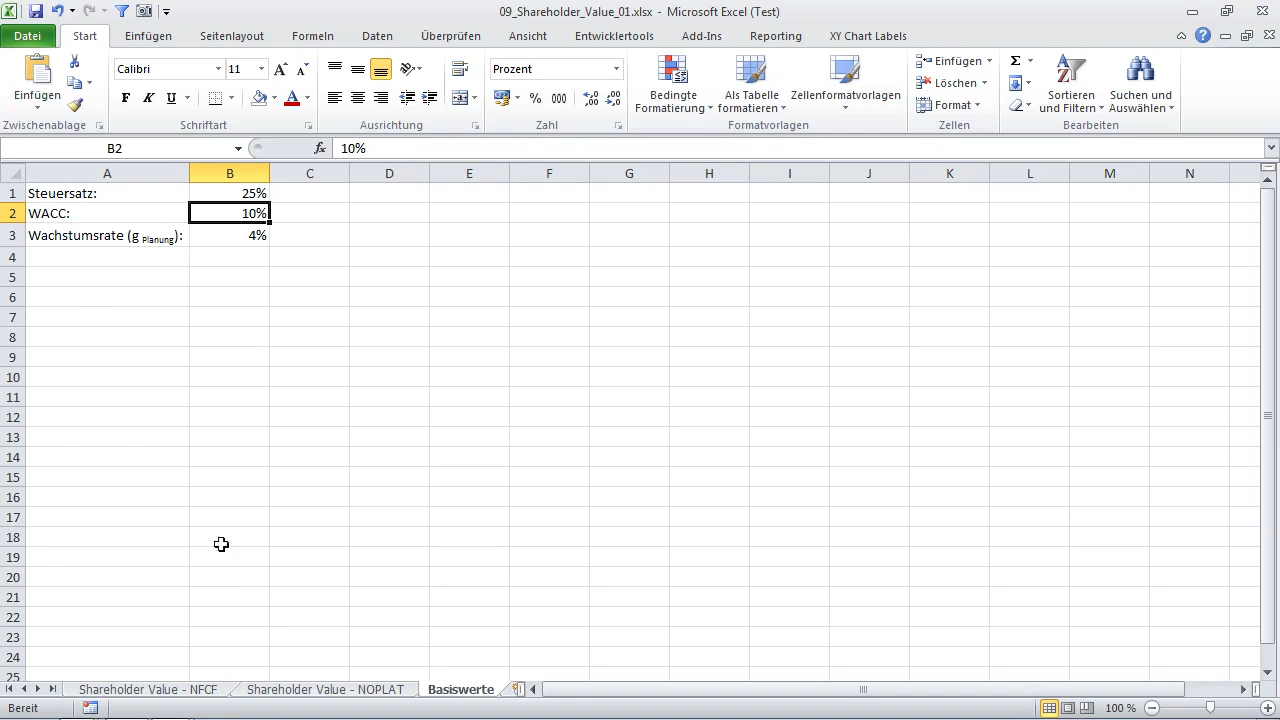 09_Shareholder_Value_01.xlsx - Microsoft Excel (Test)
Datei Start Einfügen Seitenlayout Formeln Daten Überprüfen Ansicht Entwicklertools Add-Ins Reporting XY Chart Labels
Einfügen
Zwischenablage
Calibri 11
F K U
Schriftart
Ausrichtung
Prozent
% 000
Zahl
Bedingte Formatierung
Als Tabelle formatieren
Zellenformatvorlagen
Formatvorlagen
Einfügen
Löschen
Format
Zellen
Sortieren und Filtern
Suchen und Auswählen
Bearbeiten
B2 fx 10%
A B C D E F G H I J K L M N
1 Steuersatz: 25%
2 WACC: 10%
3 Wachstumsrate (g Planung): 4%
4
5
6
7
8
9
10
11
12
13
14
15
16
17
18
19
20
21
22
23
24
25
Shareholder Value - NFCF Shareholder Value - NOPLAT Basiswerte
Bereit 100 %